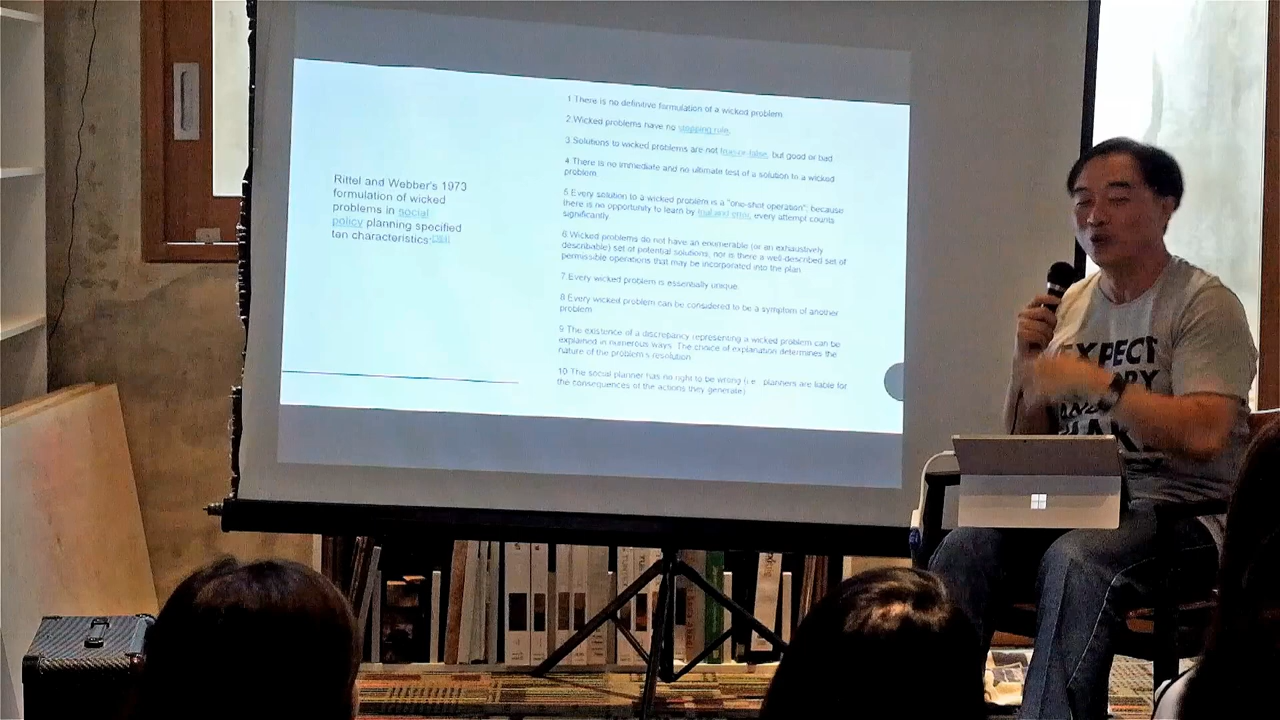 Rittel and Webber's 1973
formulation of wicked
problems in social
policy planning specified
ten characteristics:
1 There is no definitive formulation of a wicked problem.
2.Wicked problems have no stopping rule.
3 Solutions to wicked problems are not true-or-false, but good or bad
4 There is no immediate and no ultimate test of a solution to a wicked
problem
5.Every solution to a wicked problem is a "one-shot operation"; because
there is no opportunity to learn by trial and error, every attempt counts
significantly
6 Wicked problems do not have an enumerable (or an exhaustively
describable) set of potential solutions, nor is there a well-described set of
permissible operations that may be incorporated into the plan
7.Every wicked problem is essentially unique.
8 Every wicked problem can be considered to be a symptom of another
problem
9 The existence of a discrepancy representing a wicked problem can be
explained in numerous ways. The choice of explanation determines the
nature of the problem's resolution
10 The social planner has no right to be wrong (i.e., planners are liable for
the consequences of the actions they generate)
EXPECT